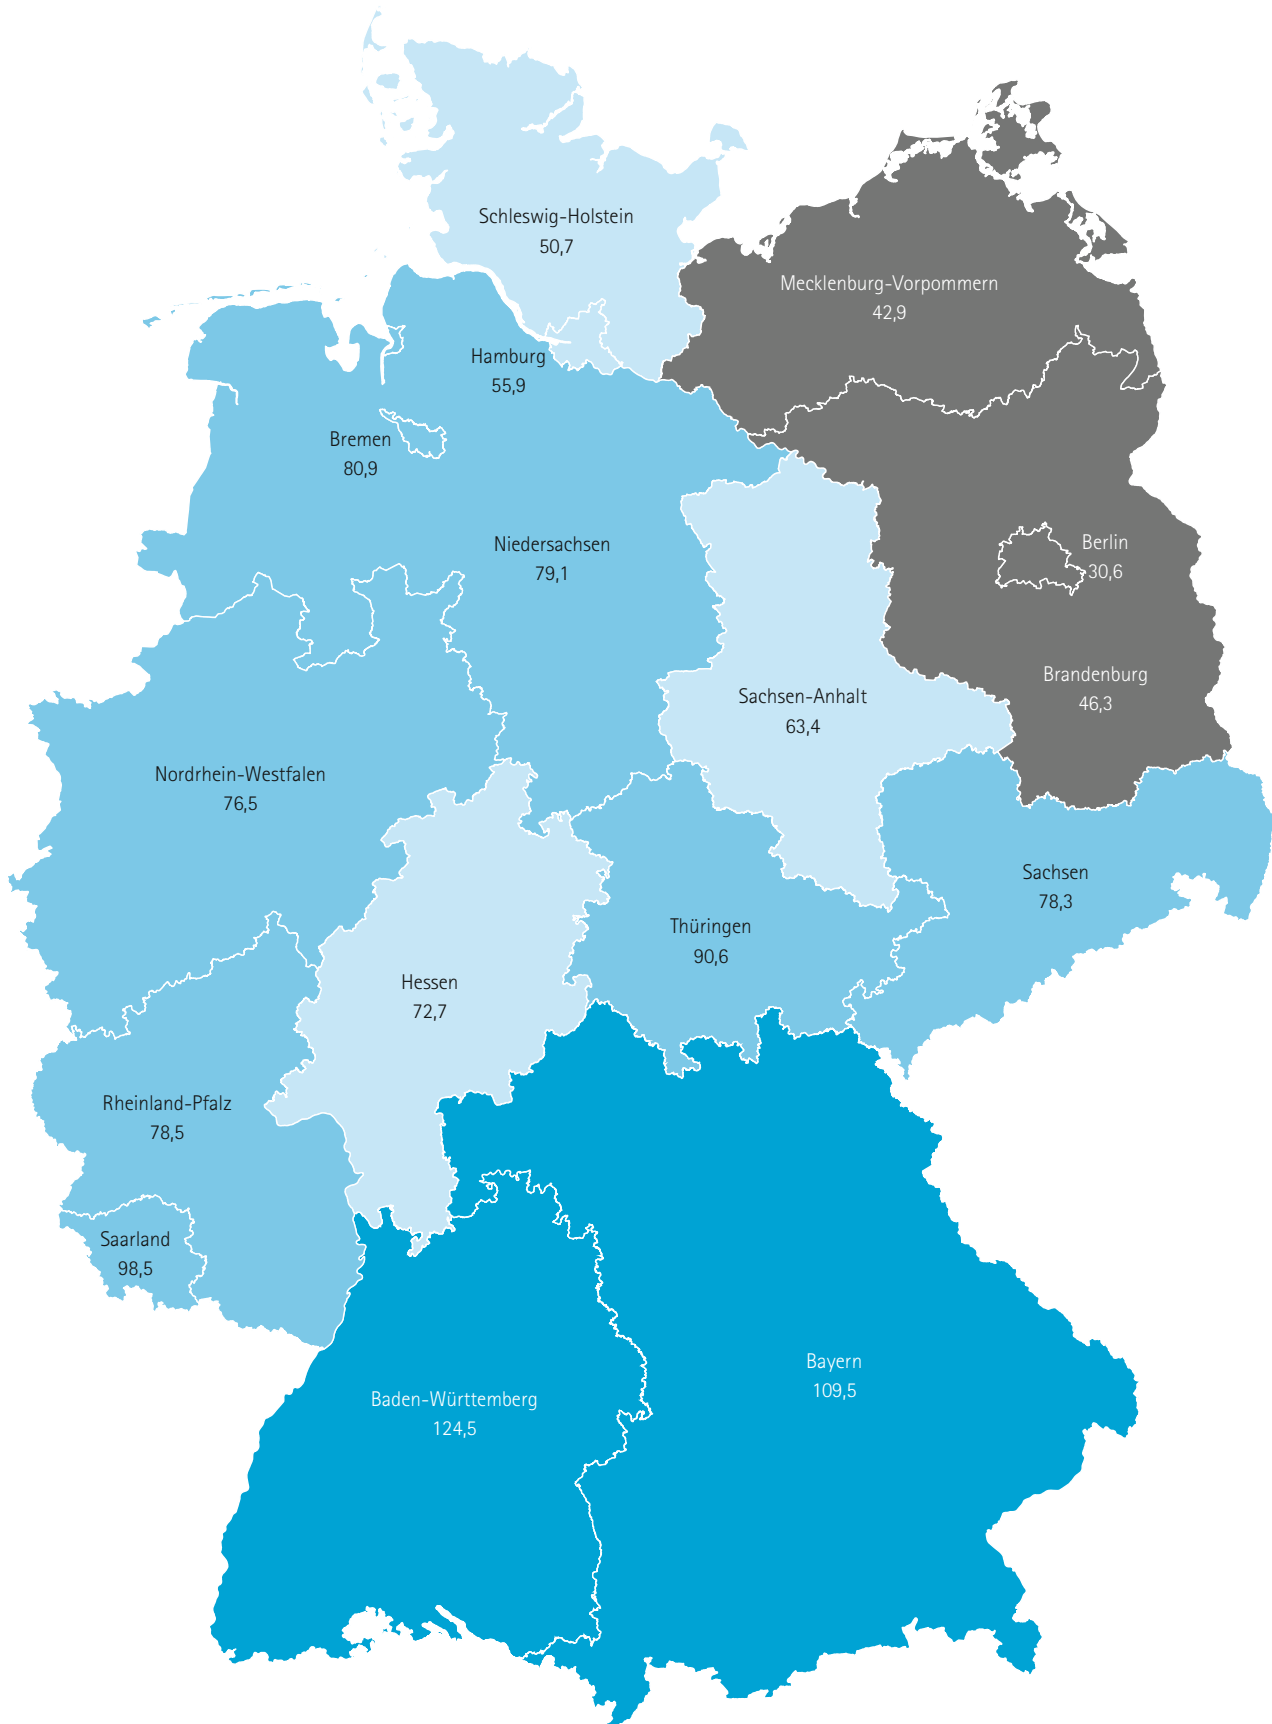 Schleswig-Holstein
50,7
Mecklenburg-Vorpommern
42,9
Hamburg
55,9
Bremen
80,9
Niedersachsen
79,1
Berlin
30,6
Brandenburg
46,3
Sachsen-Anhalt
63,4
Nordrhein-Westfalen
76,5
Sachsen
78,3
Thüringen
90,6
Hessen
72,7
Rheinland-Pfalz
78,5
Saarland
98,5
Bayern
109,5
Baden-Württemberg
124,5